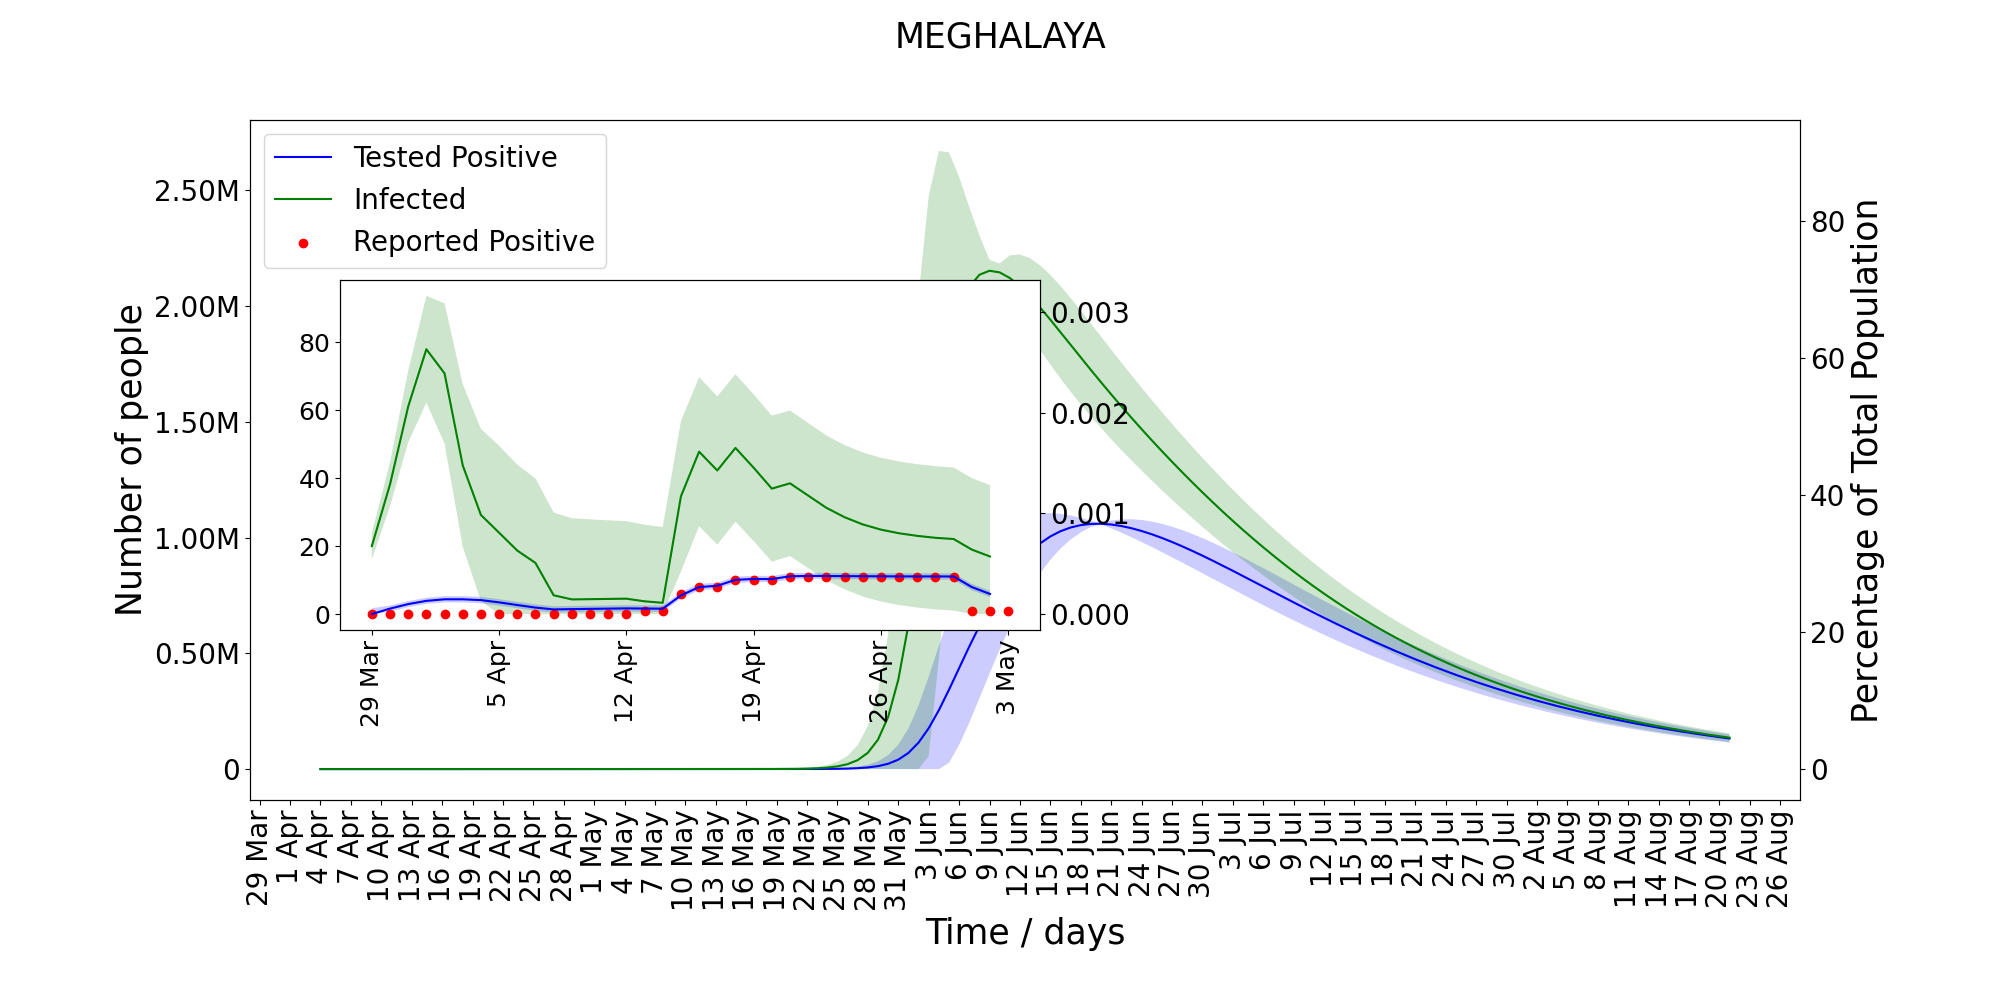 MEGHALAYA
Tested Positive
Infected
Reported Positive
Number of people
2.50M
2.00M
1.50M
1.00M
0.50M
0
80
60
40
20
0
0.003
0.002
0.001
0.000
29 Mar
5 Apr
12 Apr
19 Apr
26 Apr
3 May
80
60
40
20
0
Percentage of Total Population
29 Mar
1 Apr
4 Apr
7 Apr
10 Apr
13 Apr
16 Apr
19 Apr
22 Apr
25 Apr
28 Apr
1 May
4 May
7 May
10 May
13 May
16 May
19 May
22 May
25 May
28 May
31 May
3 Jun
6 Jun
9 Jun
12 Jun
15 Jun
18 Jun
21 Jun
24 Jun
27 Jun
30 Jun
3 Jul
6 Jul
9 Jul
12 Jul
15 Jul
18 Jul
21 Jul
24 Jul
27 Jul
30 Jul
2 Aug
5 Aug
8 Aug
11 Aug
14 Aug
17 Aug
20 Aug
23 Aug
26 Aug
Time / days